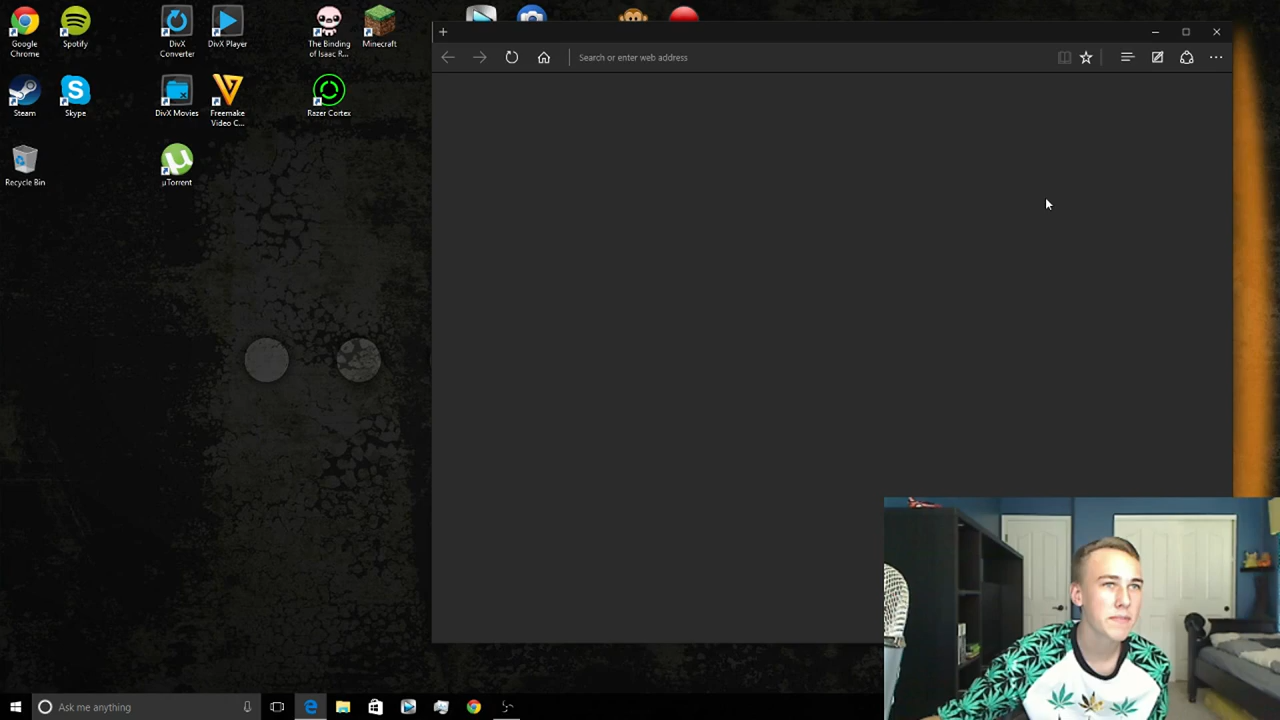 Google
Chrome
Spotify
DivX
Converter
DivX Player
The Binding
of Isaac R...
Minecraft
Search or enter web address
Steam
Skype
DivX Movies
Freemake
Video C...
Razer Cortex
Recycle Bin
µTorrent
Ask me anything